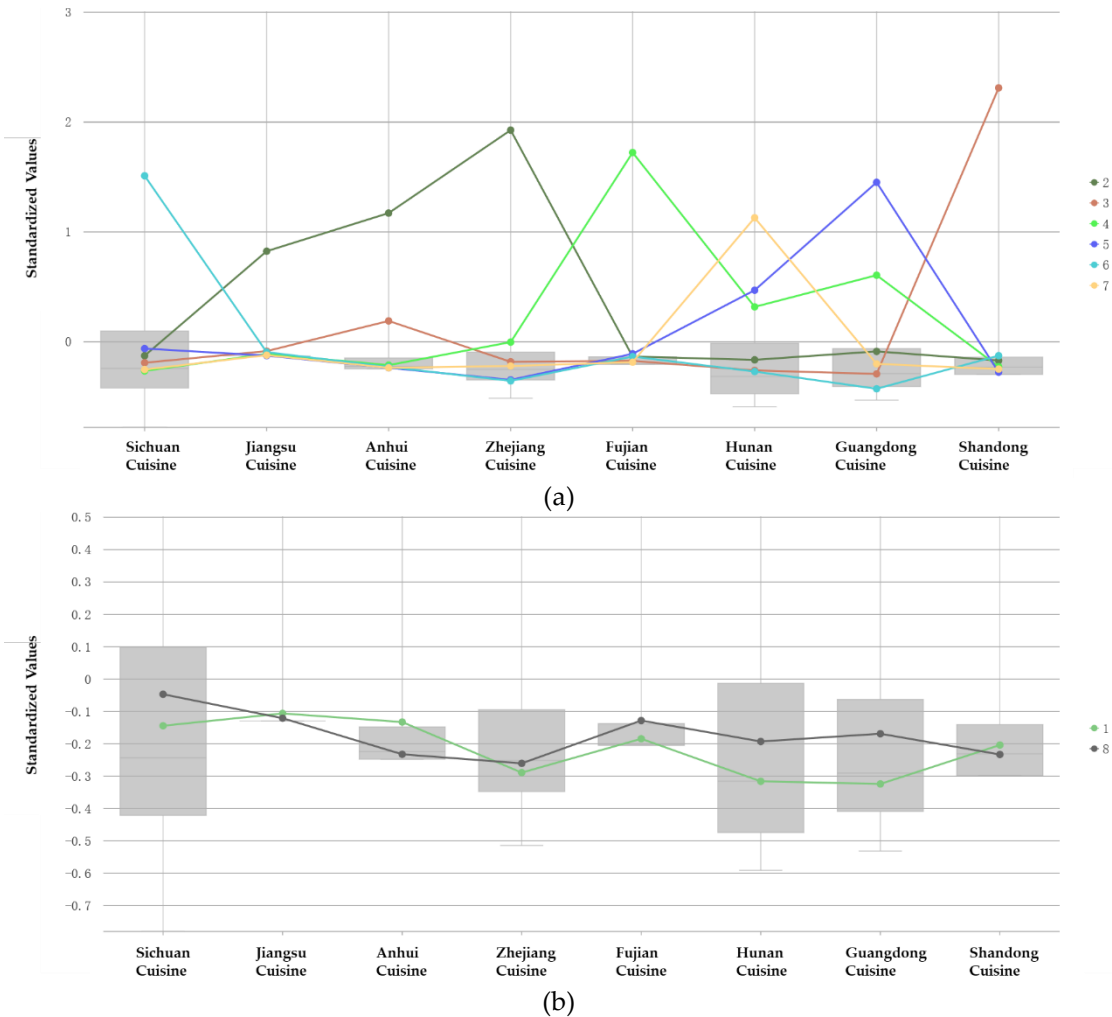 3
2
1
0
Standardized Values
2
3
4
5
6
7
Sichuan Cuisine
Jiangsu Cuisine
Anhui Cuisine
Zhejiang Cuisine
Fujian Cuisine
Hunan Cuisine
Guangdong Cuisine
Shandong Cuisine
(a)
0.5
0.4
0.3
0.2
0.1
0
-0.1
-0.2
-0.3
-0.4
-0.5
-0.6
-0.7
Standardized Values
1
8
Sichuan Cuisine
Jiangsu Cuisine
Anhui Cuisine
Zhejiang Cuisine
Fujian Cuisine
Hunan Cuisine
Guangdong Cuisine
Shandong Cuisine
(b)